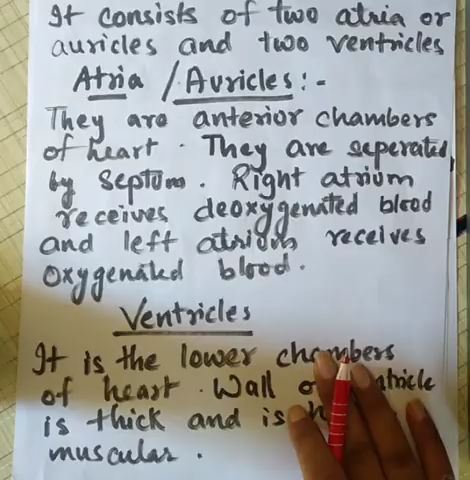 It consists of two atria or
auricles and two ventricles
Atria / Auricles :-
They are anterior chambers
of heart. They are seperated,
by septum. Right atrium
receives deoxygenated blood
and left atrium receives
oxygenated blood.
Ventricles
It is the lower chambers
of heart. Wall
is thick and is
muscular.